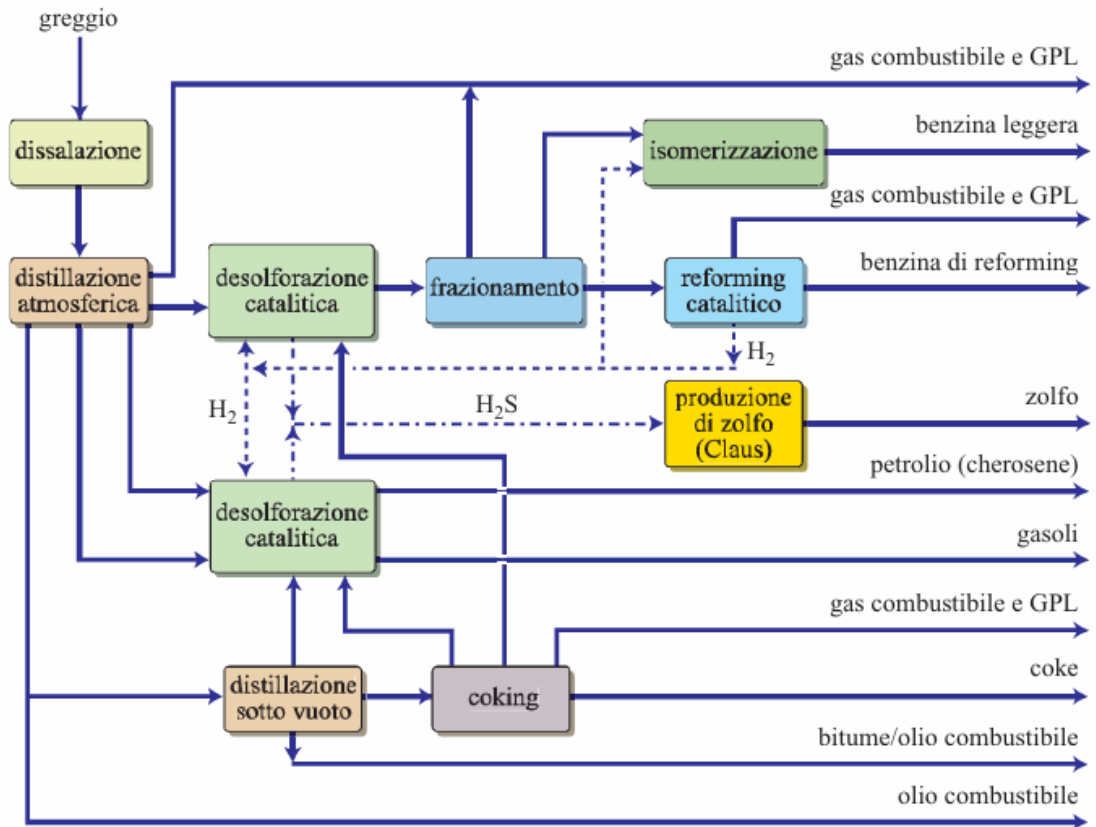 greggio
gas combustibile e GPL
dissalazione
isomerizzazione
benzina leggera
gas combustibile e GPL
distillazione
atmosferica
desolforazione
catalitica
frazionamento
reforming
catalitico
benzina di reforming
H2
H2
H2S
produzione
di zolfo
(Claus)
zolfo
petrolio (cherosene)
desolforazione
catalitica
gasoli
gas combustibile e GPL
distillazione
sotto vuoto
coking
coke
bitume/olio combustibile
olio combustibile